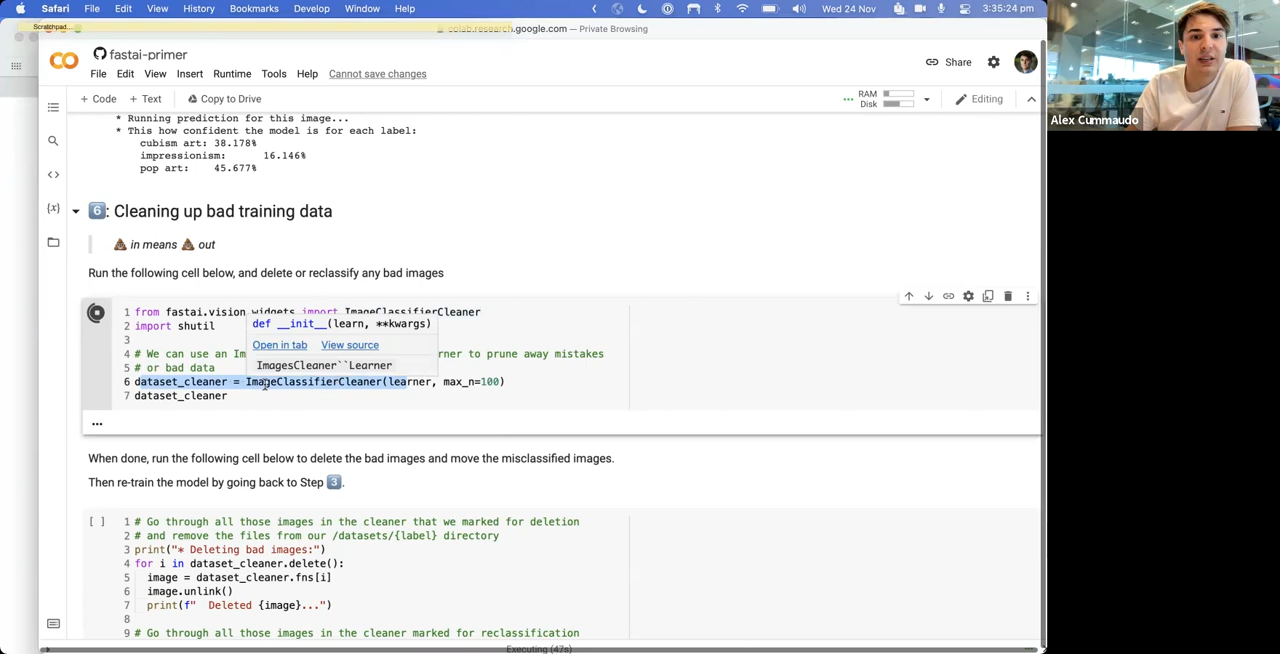 Safari File Edit View History Bookmarks Develop Window Help Wed 24 Nov 3:35:24 pm
Scratchpad...
colab.research.google.com — Private Browsing
fastai-primer
File Edit View Insert Runtime Tools Help Cannot save changes
Share
+ Code + Text Copy to Drive
RAM
Disk
Editing
Alex Cummaudo
* Running prediction for this image...
* This how confident the model is for each label:
cubism art: 38.178%
impressionism: 16.146%
pop art: 45.677%
6: Cleaning up bad training data
💩 in means 💩 out
Run the following cell below, and delete or reclassify any bad images
1 from fastai.vision.widgets import ImageClassifierCleaner
2 import shutil
3
4 # We can use an Im
rner to prune away mistakes
5 # or bad data
6 dataset_cleaner = ImageClassifierCleaner(learner, max_n=100)
7 dataset_cleaner
def __init__(learn, **kwargs)
Open in tab View source
ImagesCleaner``Learner
...
When done, run the following cell below to delete the bad images and move the misclassified images.
Then re-train the model by going back to Step 3.
[ ] 1 # Go through all those images in the cleaner that we marked for deletion
2 # and remove the files from our /datasets/{label} directory
3 print("* Deleting bad images:")
4 for i in dataset_cleaner.delete():
5 image = dataset_cleaner.fns[i]
6 image.unlink()
7 print(f" Deleted {image}...")
8
9 # Go through all those images in the cleaner marked for reclassification
Executing (47s)